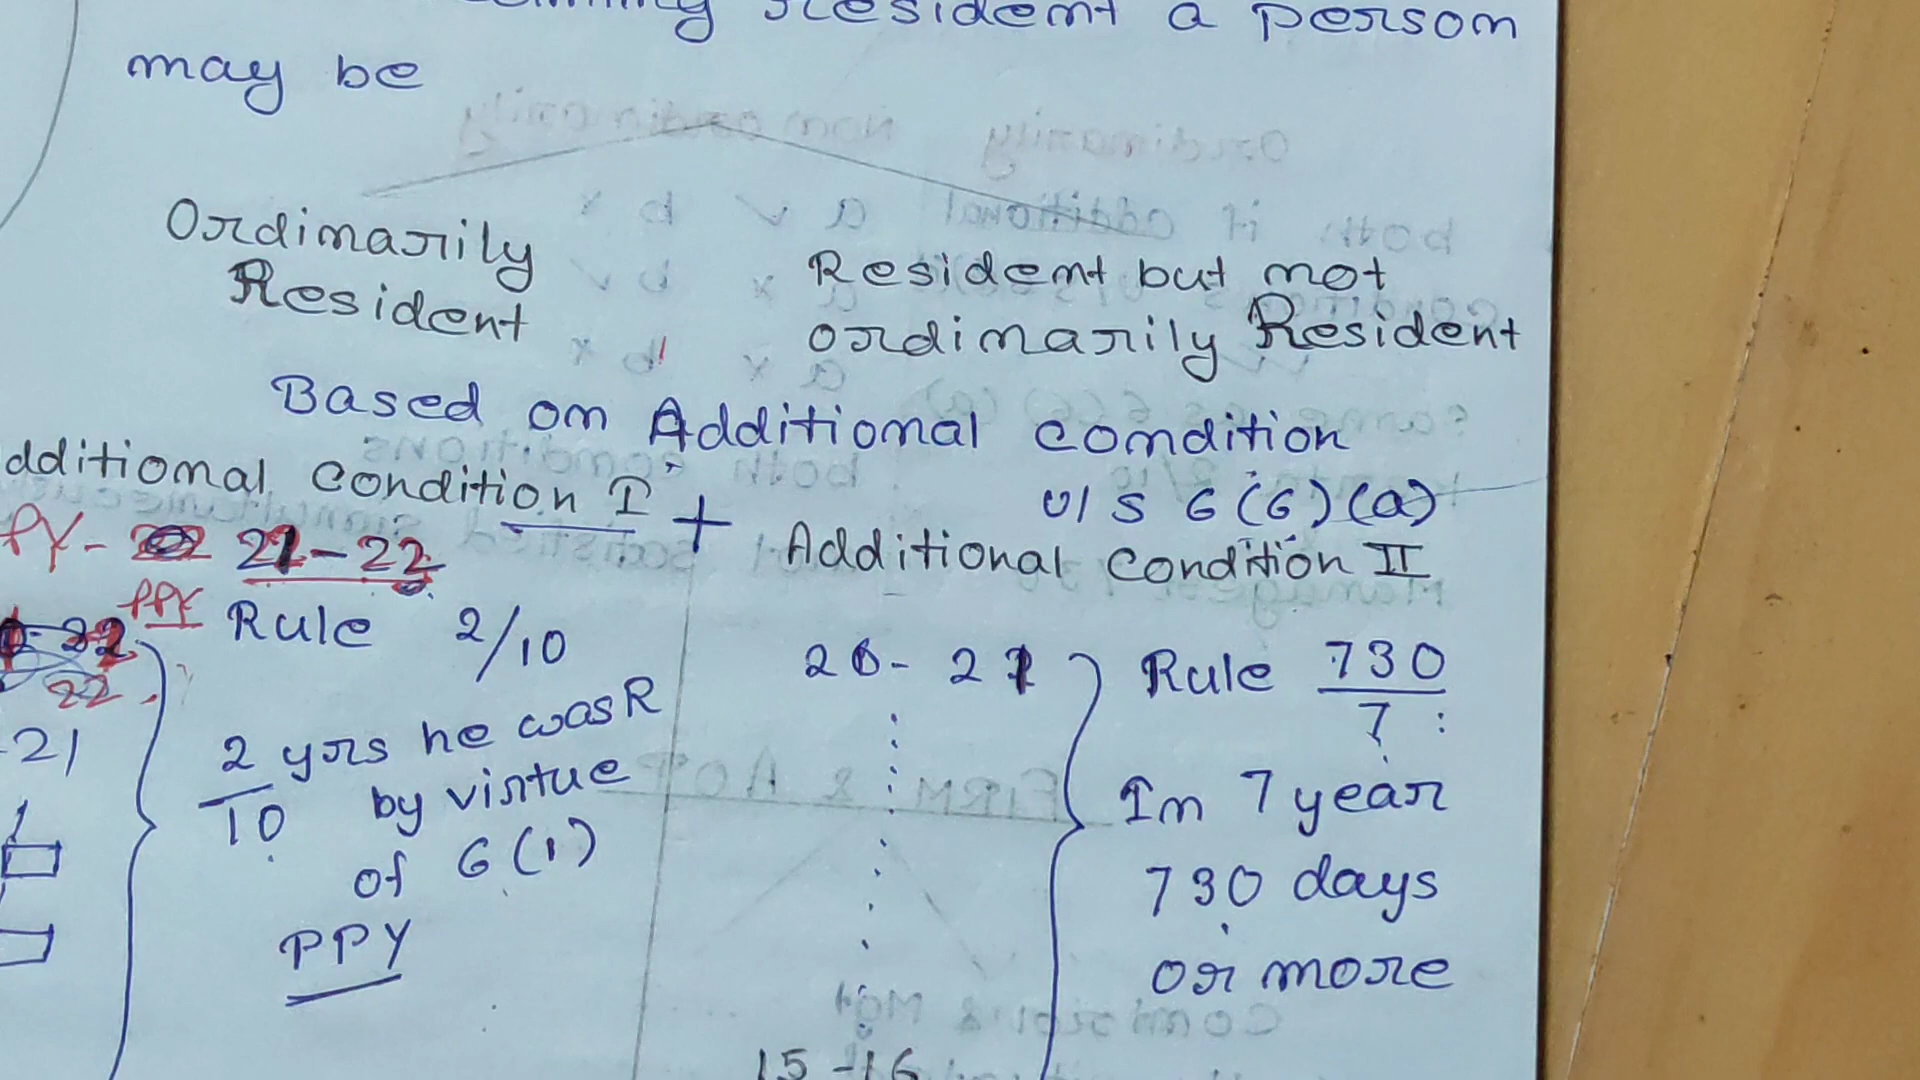 resident a person
may be
Ordinarily
Resident
Resident but not
ordinarily Resident
Based on Additional condition
u/s 6(6)(a)
dditional Condition I +
Additional Condition II
PY- 21-22
PPY
Rule 2/10
22
22
-21
2/10 yrs he was R
by virtue
of 6(1)
PPY
20-21
15-16
Rule 730/7
In 7 year
730 days
or more